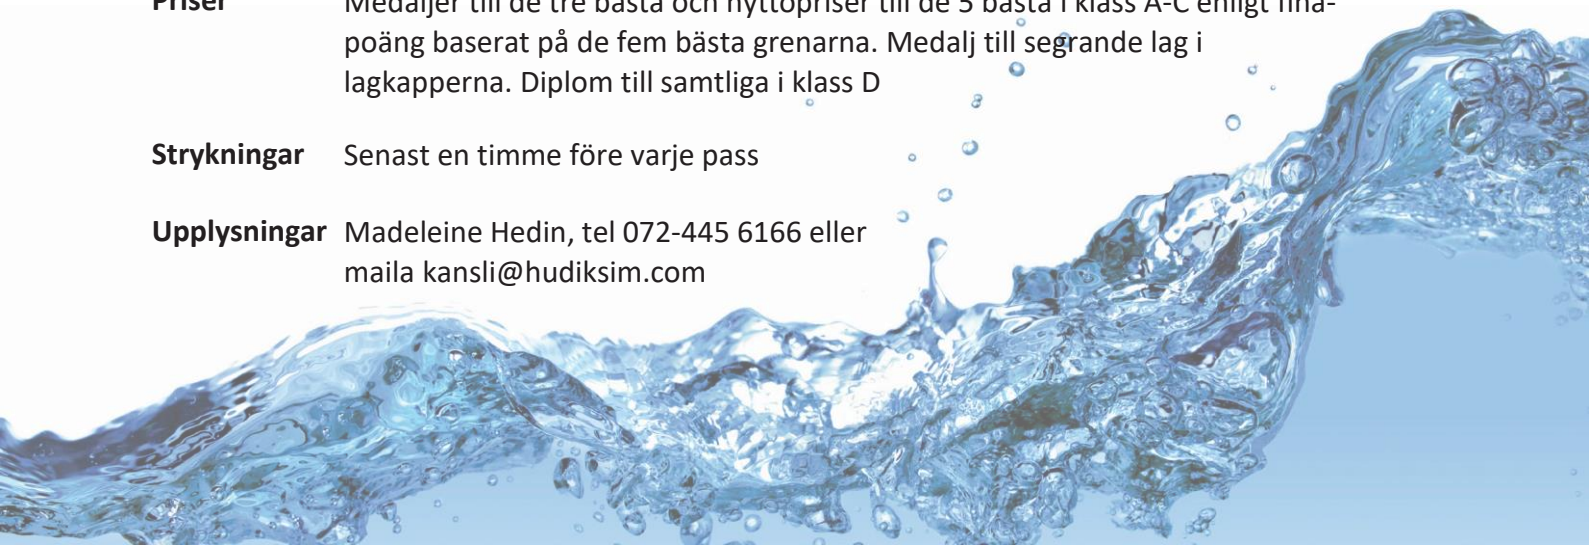 Priser Medaljer till de tre bästa och nyttopriser till de 5 bästa i klass A-C enligt fina-
poäng baserat på de fem bästa grenarna. Medalj till segrande lag i
lagkapperna. Diplom till samtliga i klass D
Strykningar Senast en timme före varje pass
Upplysningar Madeleine Hedin, tel 072-445 6166 eller
maila kansli@hudiksim.com